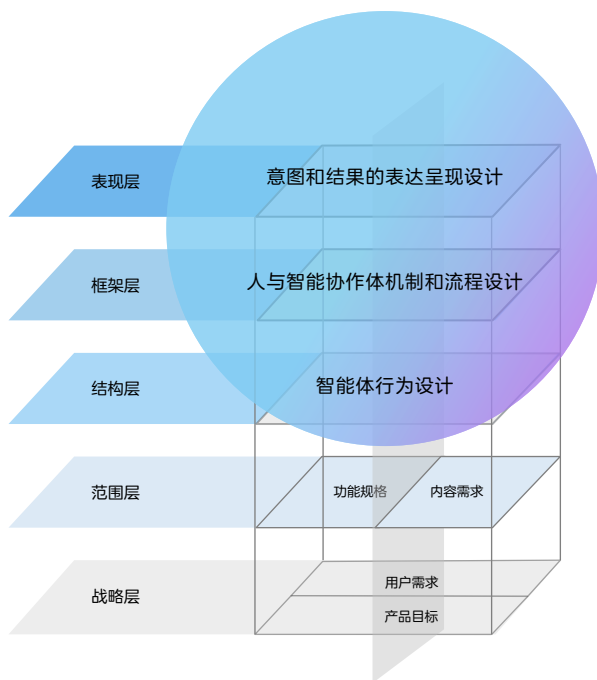 表现层
意图和结果的表达呈现设计
框架层
人与智能协作体机制和流程设计
结构层
智能体行为设计
范围层
功能规格
内容需求
战略层
用户需求
产品目标